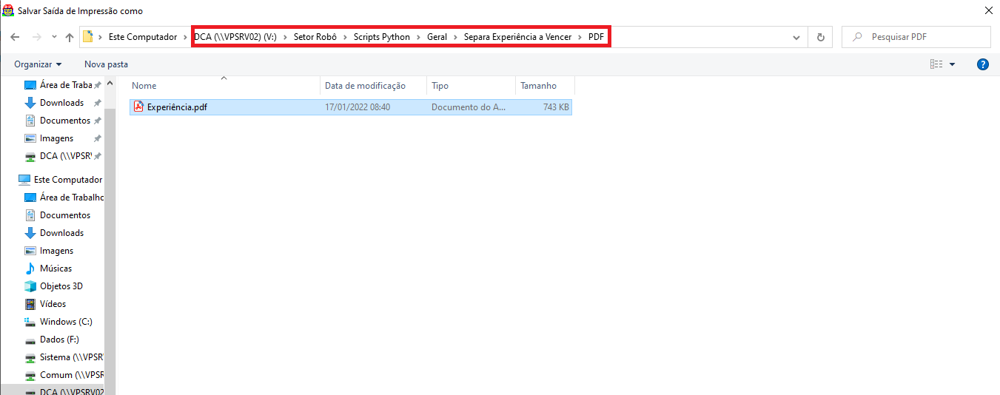 Salvar Saída de Impressão como
Este Computador > DCA (\\VPSRV02) (V:) > Setor Robô > Scripts Python > Geral > Separa Experiência a Vencer > PDF
Pesquisar PDF
Organizar
Nova pasta
?
Nome
Data de modificação
Tipo
Tamanho
Experiência.pdf
17/01/2022 08:40
Documento do A...
743 KB
Área de Traba
Downloads
Documentos
Imagens
DCA (\\VPSRV
Este Computador
Área de Trabalho
Documentos
Downloads
Imagens
Músicas
Objetos 3D
Vídeos
Windows (C:)
Dados (F:)
Sistema (\\VPSR
Comum (\\VPSR
DCA (\\VPSRV02